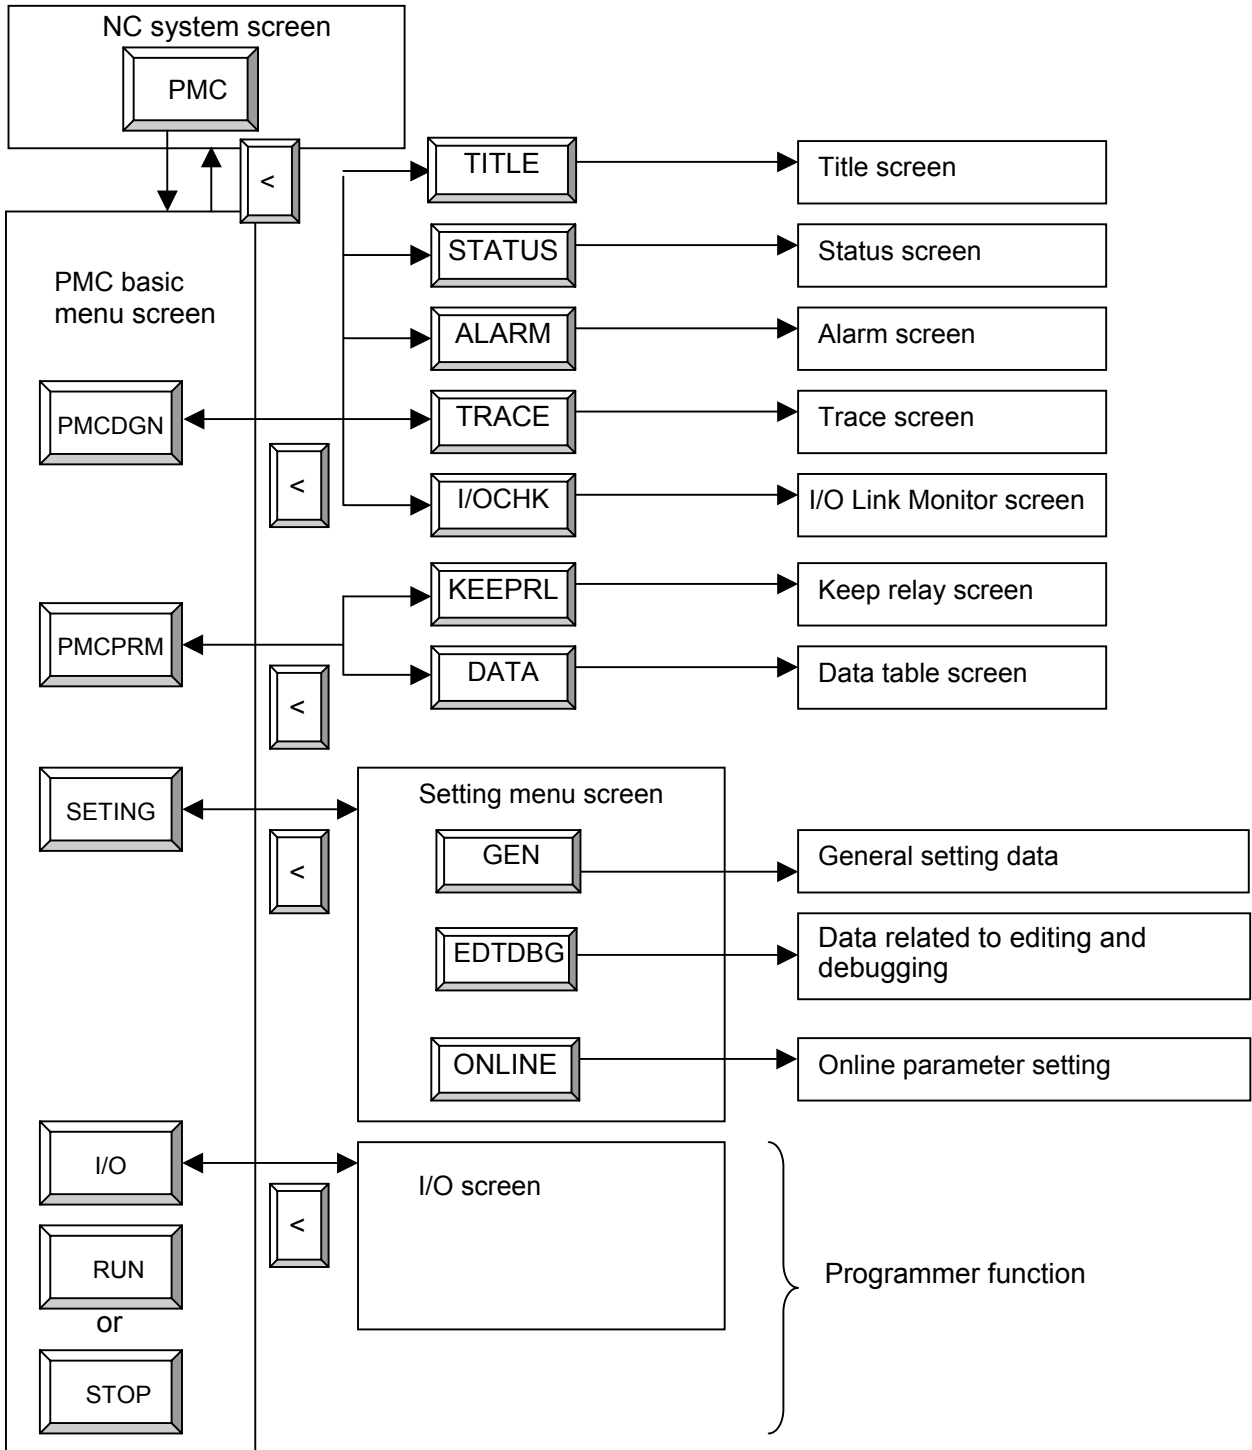 NC system screen
PMC
<
TITLE
Title screen
STATUS
Status screen
PMC basic
menu screen
ALARM
Alarm screen
PMCDGN
TRACE
Trace screen
<
I/OCHK
I/O Link Monitor screen
KEEPRL
Keep relay screen
PMCPRM
DATA
Data table screen
<
SETING
Setting menu screen
<
GEN
General setting data
EDTDBG
Data related to editing and
debugging
ONLINE
Online parameter setting
I/O
I/O screen
<
RUN
Programmer function
or
STOP